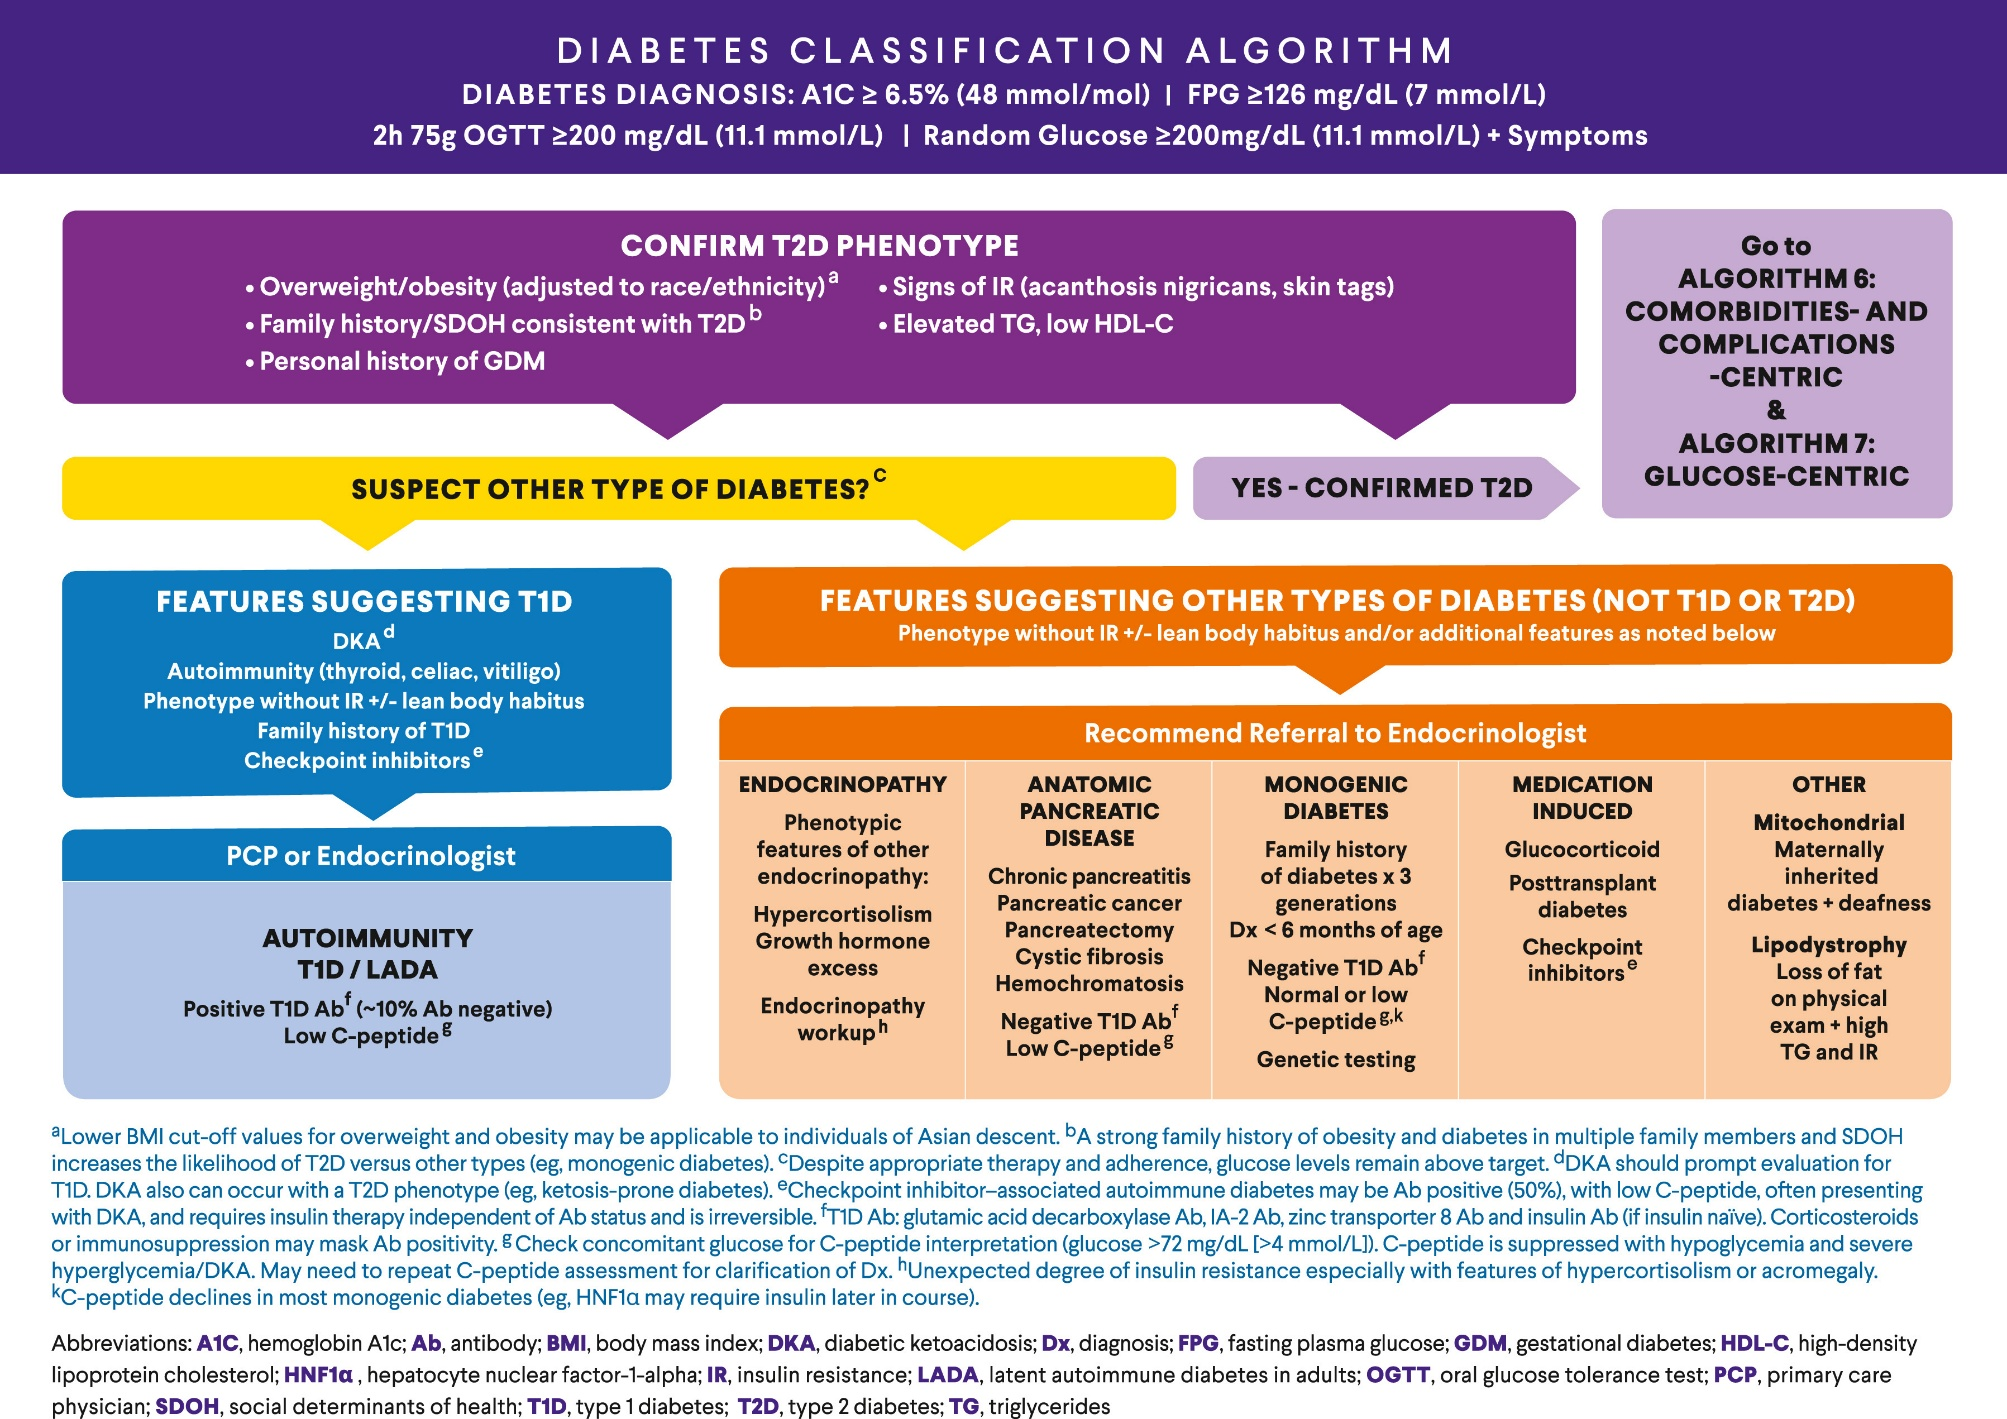 DIABETES CLASSIFICATION ALGORITHM
DIABETES DIAGNOSIS: A1C ≥ 6.5% (48 mmol/mol) | FPG ≥126 mg/dL (7 mmol/L)
2h 75g OGTT ≥200 mg/dL (11.1 mmol/L) | Random Glucose ≥200mg/dL (11.1 mmol/L) + Symptoms
CONFIRM T2D PHENOTYPE
• Overweight/obesity (adjusted to race/ethnicity)a
• Family history/SDOH consistent with T2Db
• Personal history of GDM
• Signs of IR (acanthosis nigricans, skin tags)
• Elevated TG, low HDL-C
Go to
ALGORITHM 6:
COMORBIDITIES- AND
COMPLICATIONS
-CENTRIC
&
ALGORITHM 7:
GLUCOSE-CENTRIC
SUSPECT OTHER TYPE OF DIABETES?c
YES - CONFIRMED T2D
FEATURES SUGGESTING T1D
DKAd
Autoimmunity (thyroid, celiac, vitiligo)
Phenotype without IR +/- lean body habitus
Family history of T1D
Checkpoint inhibitorse
PCP or Endocrinologist
AUTOIMMUNITY
T1D / LADA
Positive T1D Abf (~10% Ab negative)
Low C-peptideg
FEATURES SUGGESTING OTHER TYPES OF DIABETES (NOT T1D OR T2D)
Phenotype without IR +/- lean body habitus and/or additional features as noted below
Recommend Referral to Endocrinologist
ENDOCRINOPATHY
Phenotypic
features of other
endocrinopathy:
Hypercortisolism
Growth hormone
excess
Endocrinopathy
workuph
ANATOMIC
PANCREATIC
DISEASE
Chronic pancreatitis
Pancreatic cancer
Pancreatectomy
Cystic fibrosis
Hemochromatosis
Negative T1D Abf
Low C-peptideg
MONOGENIC
DIABETES
Family history
of diabetes x 3
generations
Dx < 6 months of age
Negative T1D Abf
Normal or low
C-peptideg,k
Genetic testing
MEDICATION
INDUCED
Glucocorticoid
Posttransplant
diabetes
Checkpoint
inhibitorse
OTHER
Mitochondrial
Maternally
inherited
diabetes + deafness
Lipodystrophy
Loss of fat
on physical
exam + high
TG and IR
aLower BMI cut-off values for overweight and obesity may be applicable to individuals of Asian descent. bA strong family history of obesity and diabetes in multiple family members and SDOH
increases the likelihood of T2D versus other types (eg, monogenic diabetes). cDespite appropriate therapy and adherence, glucose levels remain above target. dDKA should prompt evaluation for
T1D. DKA also can occur with a T2D phenotype (eg, ketosis-prone diabetes). eCheckpoint inhibitor–associated autoimmune diabetes may be Ab positive (50%), with low C-peptide, often presenting
with DKA, and requires insulin therapy independent of Ab status and is irreversible. fT1D Ab: glutamic acid decarboxylase Ab, IA-2 Ab, zinc transporter 8 Ab and insulin Ab (if insulin naïve). Corticosteroids
or immunosuppression may mask Ab positivity. gCheck concomitant glucose for C-peptide interpretation (glucose >72 mg/dL [>4 mmol/L]). C-peptide is suppressed with hypoglycemia and severe
hyperglycemia/DKA. May need to repeat C-peptide assessment for clarification of Dx. hUnexpected degree of insulin resistance especially with features of hypercortisolism or acromegaly.
kC-peptide declines in most monogenic diabetes (eg, HNF1α may require insulin later in course).
Abbreviations: A1C, hemoglobin A1c; Ab, antibody; BMI, body mass index; DKA, diabetic ketoacidosis; Dx, diagnosis; FPG, fasting plasma glucose; GDM, gestational diabetes; HDL-C, high-density
lipoprotein cholesterol; HNF1α , hepatocyte nuclear factor-1-alpha; IR, insulin resistance; LADA, latent autoimmune diabetes in adults; OGTT, oral glucose tolerance test; PCP, primary care
physician; SDOH, social determinants of health; T1D, type 1 diabetes; T2D, type 2 diabetes; TG, triglycerides